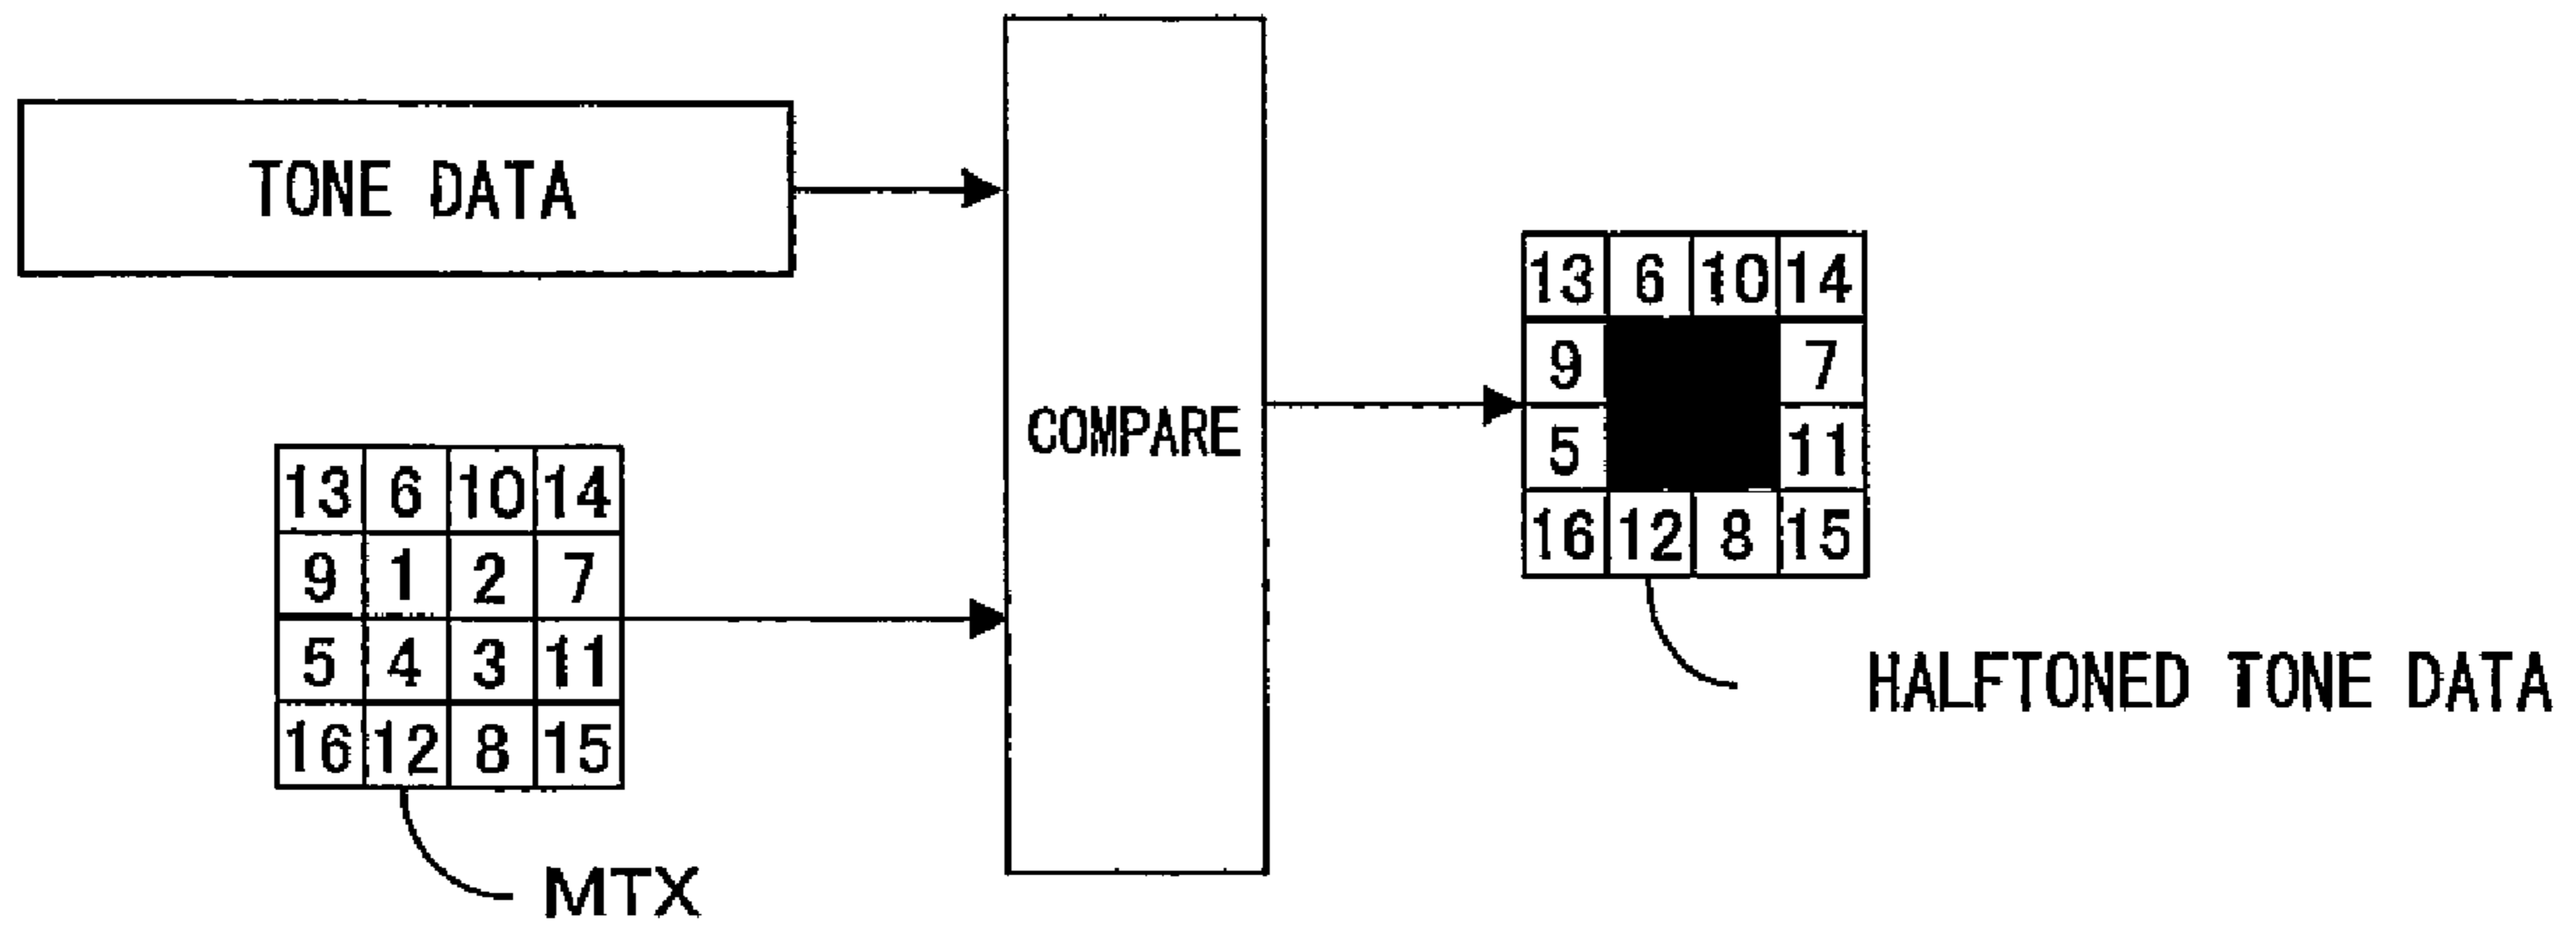 TONE DATA
13 6 10 14
9 1 2 7
5 4 3 11
16 12 8 15
MTX
COMPARE
13 6 10 14
9 7
5 11
16 12 8 15
HALFTONED TONE DATA